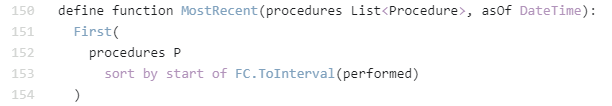 150 define function MostRecent(procedures List<Procedure>, asOf DateTime):
151 First(
152 procedures P
153 sort by start of FC.ToInterval(performed)
154 )